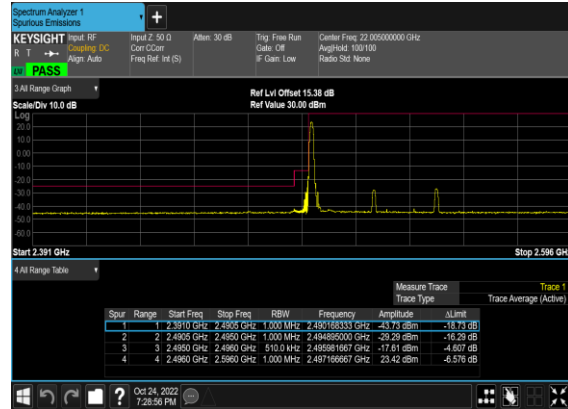 Spectrum Analyzer 1
Spurious Emissions
KEYSIGHT Input: RF Input Z: 50 Ω Atten: 30 dB Trig: Free Run Center Freq: 22.005000000 GHz
R T Coupling: DC Corr CCorr Gate: Off Avg|Hold: 100/100
Align: Auto Freq Ref: Int (S) IF Gain: Low Radio Std: None
LW PASS
3 All Range Graph
Ref Lvl Offset 15.38 dB
Scale/Div 10.0 dB Ref Value 30.00 dBm
Log
20.0
10.0
0.00
-10.0
-20.0
-30.0
-40.0
-50.0
-60.0
Start 2.391 GHz Stop 2.596 GH
4 All Range Table
Measure Trace Trace 1
Trace Type Trace Average (Active)
Spur Range Start Freq Stop Freq RBW Frequency Amplitude ΔLimit
1 1 2.3910 GHz 2.4905 GHz 1.000 MHz 2.490168333 GHz -43.73 dBm -18.73 dB
2 2 2.4905 GHz 2.4950 GHz 1.000 MHz 2.494895000 GHz -29.29 dBm -16.29 dB
3 3 2.4950 GHz 2.4960 GHz 510.0 kHz 2.495981667 GHz -17.61 dBm -4.607 dB
4 4 2.4960 GHz 2.5960 GHz 1.000 MHz 2.497166667 GHz 23.42 dBm -6.576 dB
? Oct 24, 2022
7:28:56 PM